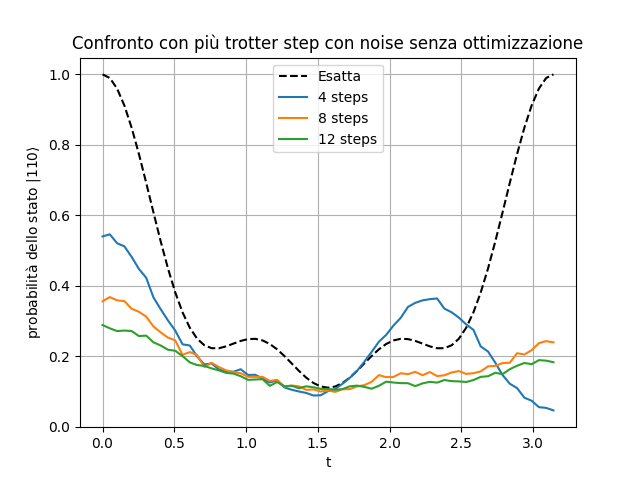 Confronto con più trotter step con noise senza ottimizzazione
Esatta
4 steps
8 steps
12 steps
probabilità dello stato |110⟩
1.0
0.8
0.6
0.4
0.2
0.0
0.0 0.5 1.0 1.5 2.0 2.5 3.0
t